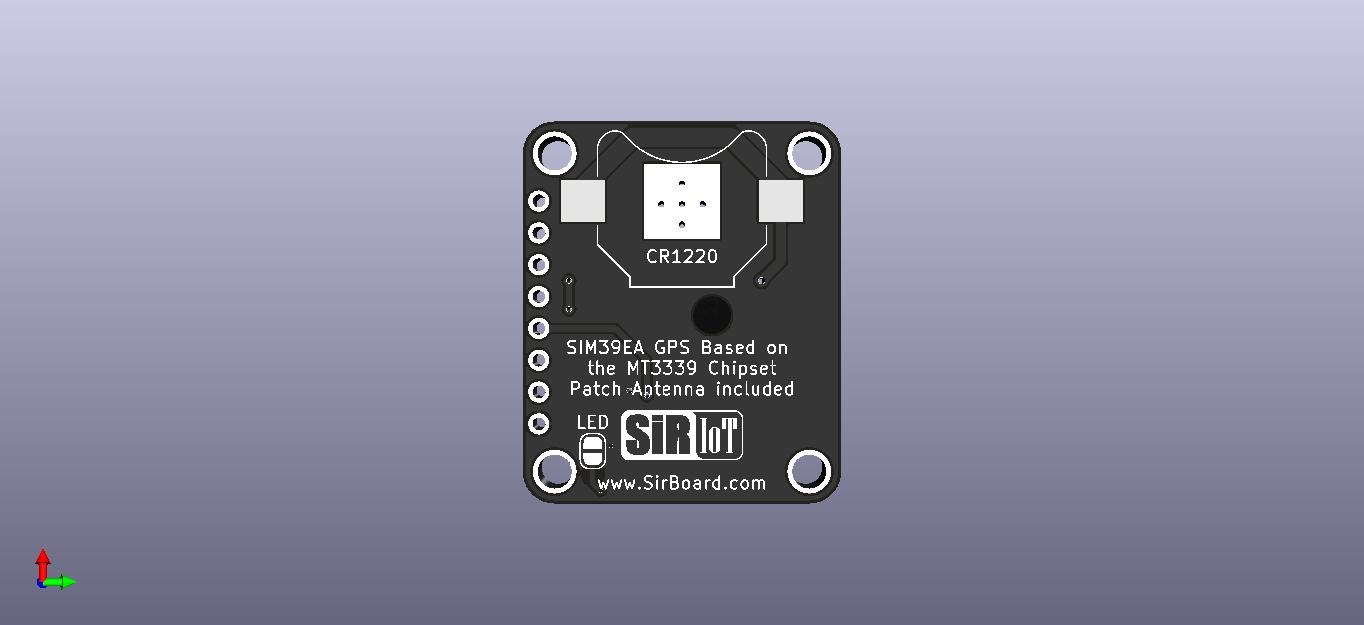 CR1220
SIM39EA GPS Based on
the MT3339 Chipset
Patch Antenna included
LED
SiR IoT
www.SirBoard.com